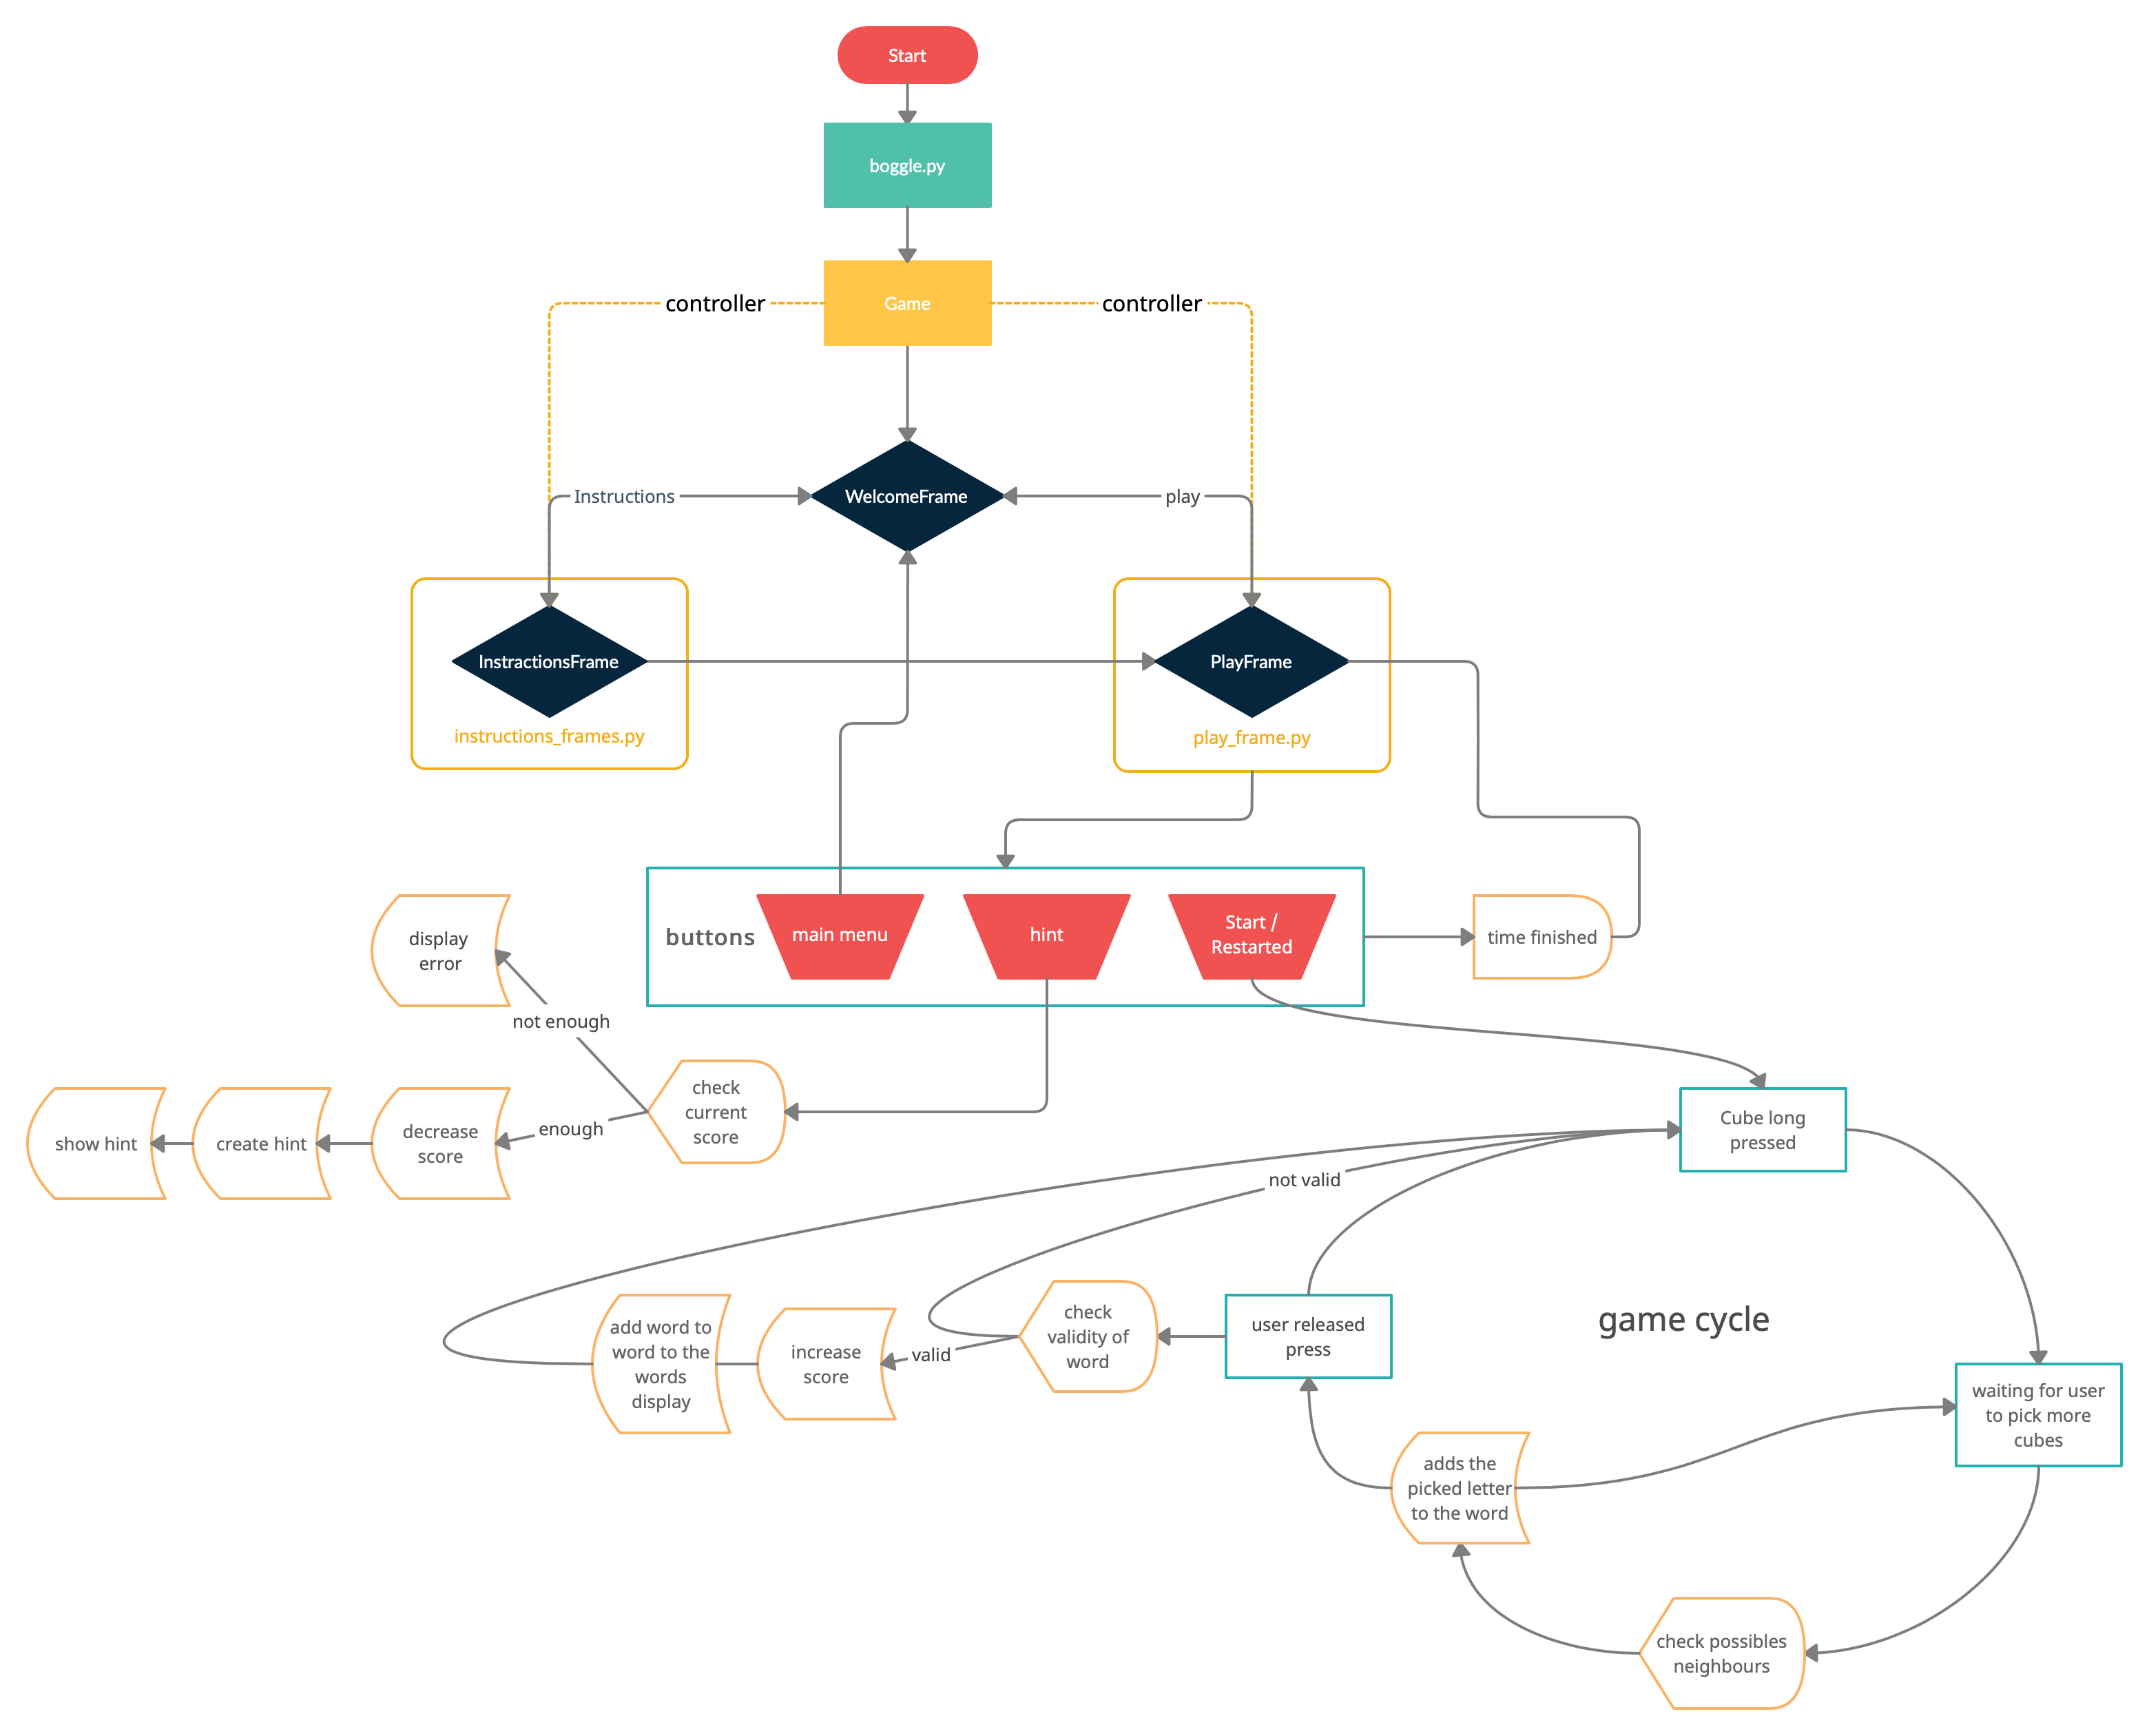 Start
boggle.py
controller
Game
controller
Instructions
WelcomeFrame
play
InstractionsFrame
instructions_frames.py
PlayFrame
play_frame.py
buttons
main menu
hint
Start /
Restarted
time finished
display
error
not enough
check
current
score
enough
decrease
score
create hint
show hint
Cube long
pressed
not valid
game cycle
user released
press
check
validity of
word
valid
increase
score
add word to
word to the
words
display
waiting for user
to pick more
cubes
adds the
picked letter
to the word
check possibles
neighbours